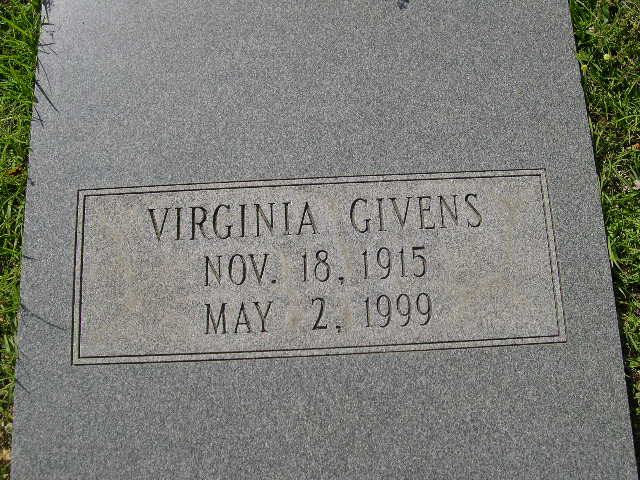 VIRGINIA GIVENS
NOV. 18, 1915
MAY 2, 1999